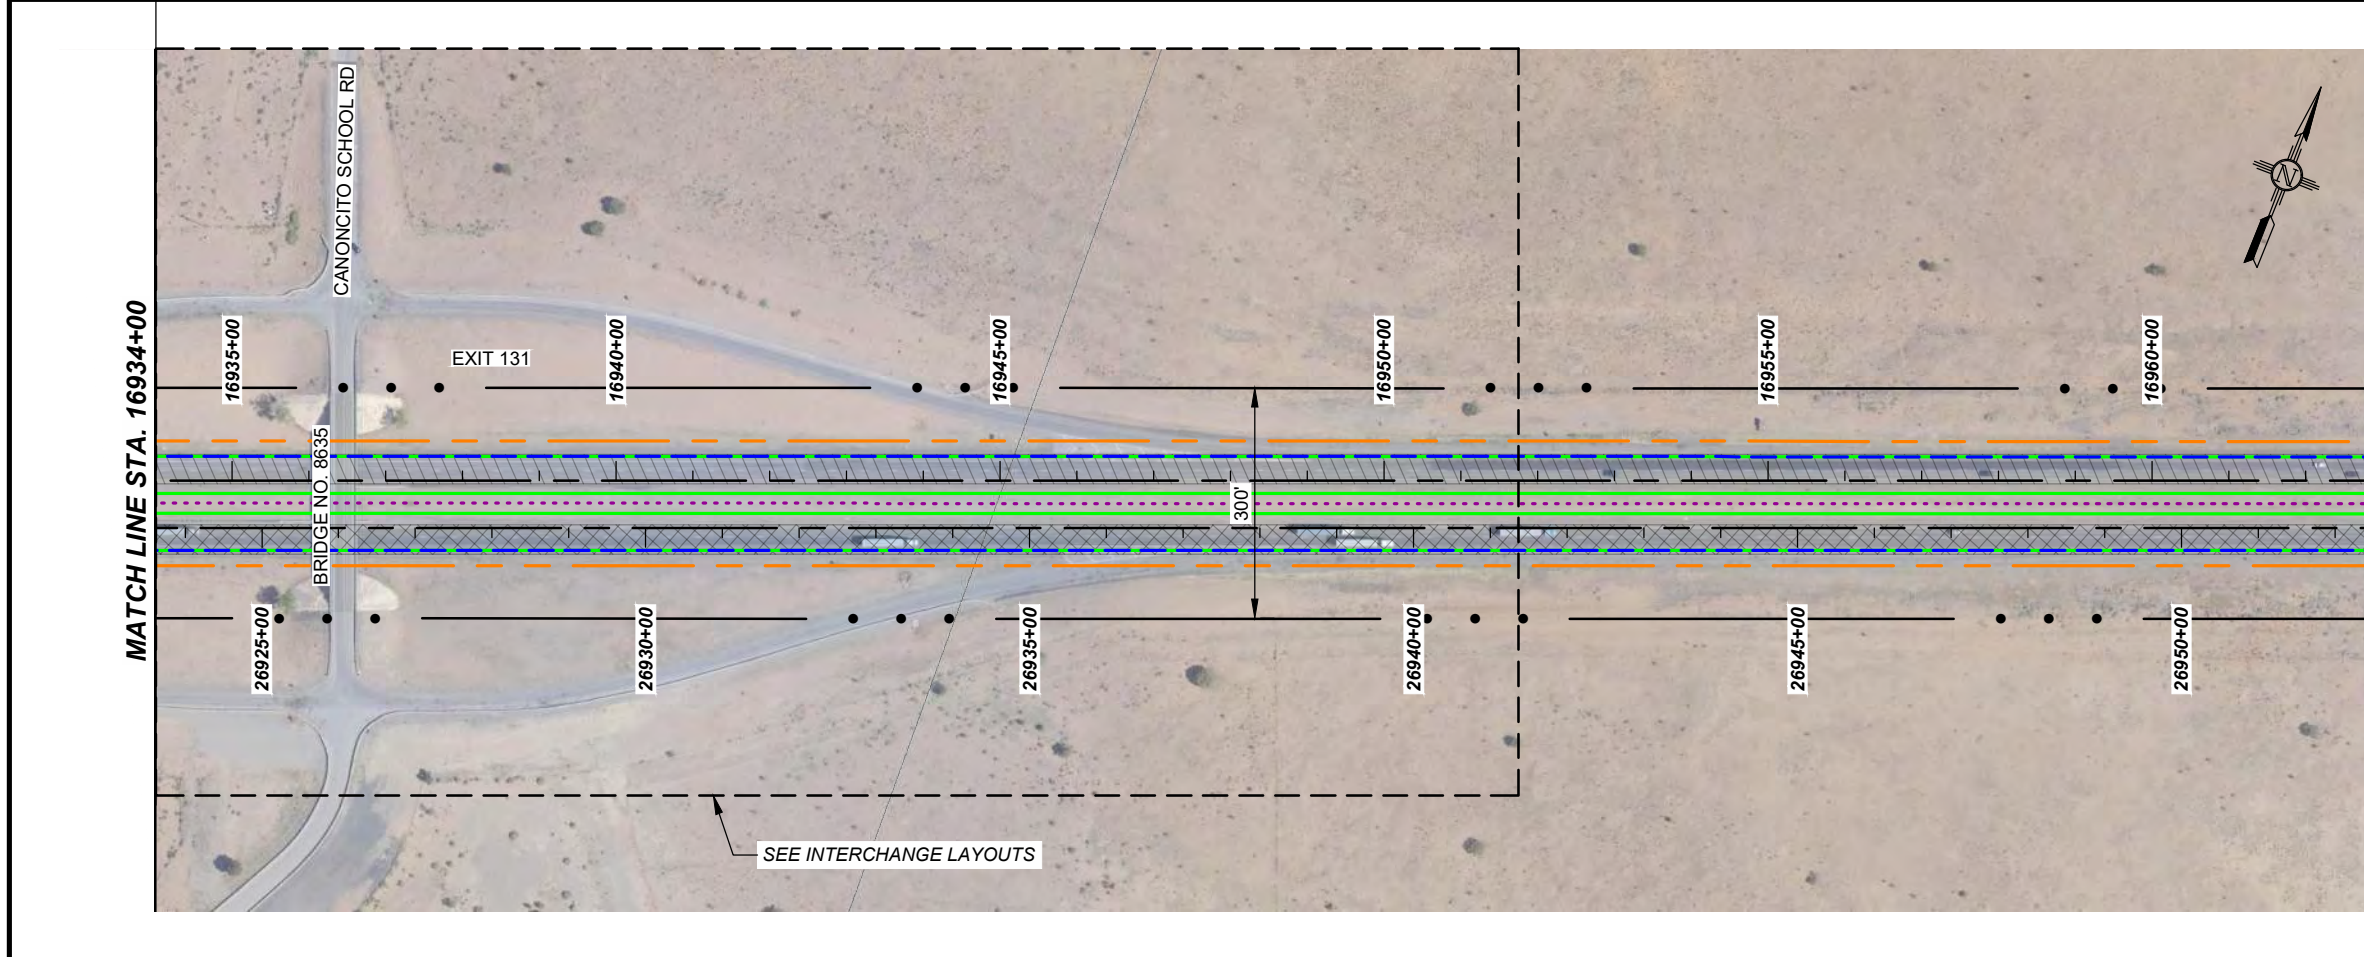 MATCH LINE STA. 16934+00
CANONCITO SCHOOL RD
N
EXIT 131
16935+00
16940+00
16945+00
16950+00
16955+00
16960+00
BRIDGE NO. 8635
300'
26925+00
26930+00
26935+00
26940+00
26945+00
26950+00
SEE INTERCHANGE LAYOUTS